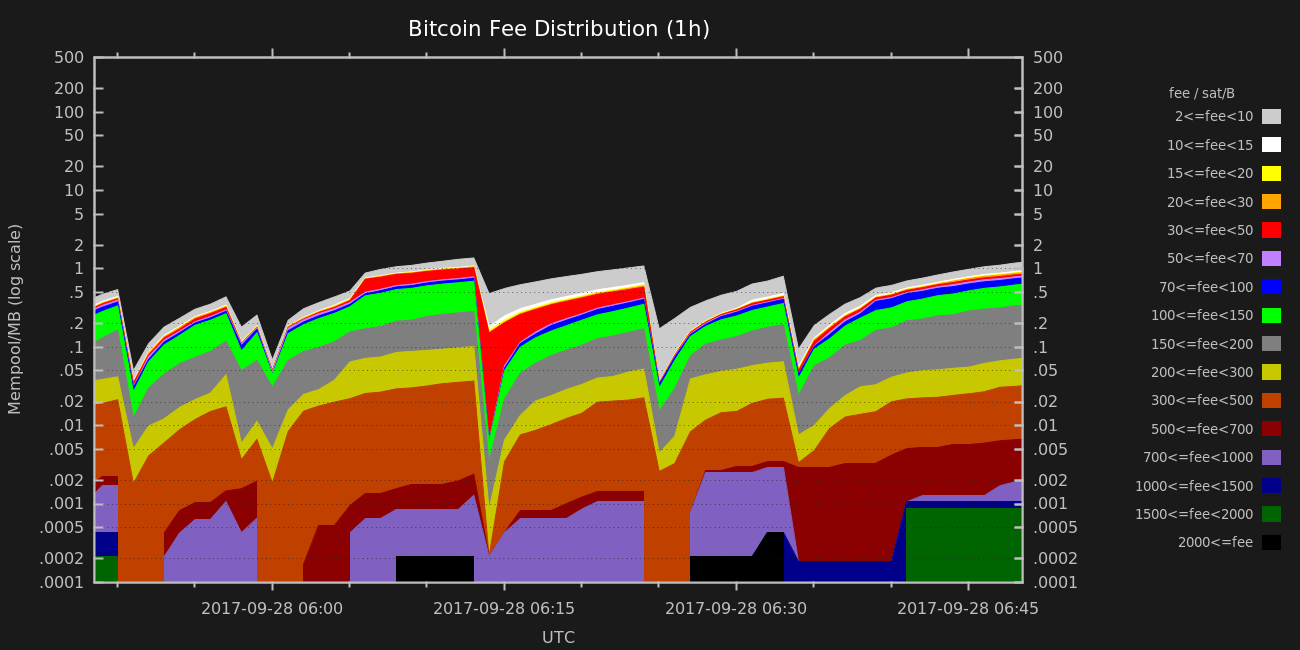 Bitcoin Fee Distribution (1h)
Mempool/MB (log scale)
500
200
100
50
20
10
5
2
1
.5
.2
.1
.05
.02
.01
.005
.002
.001
.0005
.0002
.0001
500
200
100
50
20
10
5
2
1
.5
.2
.1
.05
.02
.01
.005
.002
.001
.0005
.0002
.0001
2017-09-28 06:00
2017-09-28 06:15
2017-09-28 06:30
2017-09-28 06:45
UTC
fee / sat/B
2<=fee<10
10<=fee<15
15<=fee<20
20<=fee<30
30<=fee<50
50<=fee<70
70<=fee<100
100<=fee<150
150<=fee<200
200<=fee<300
300<=fee<500
500<=fee<700
700<=fee<1000
1000<=fee<1500
1500<=fee<2000
2000<=fee